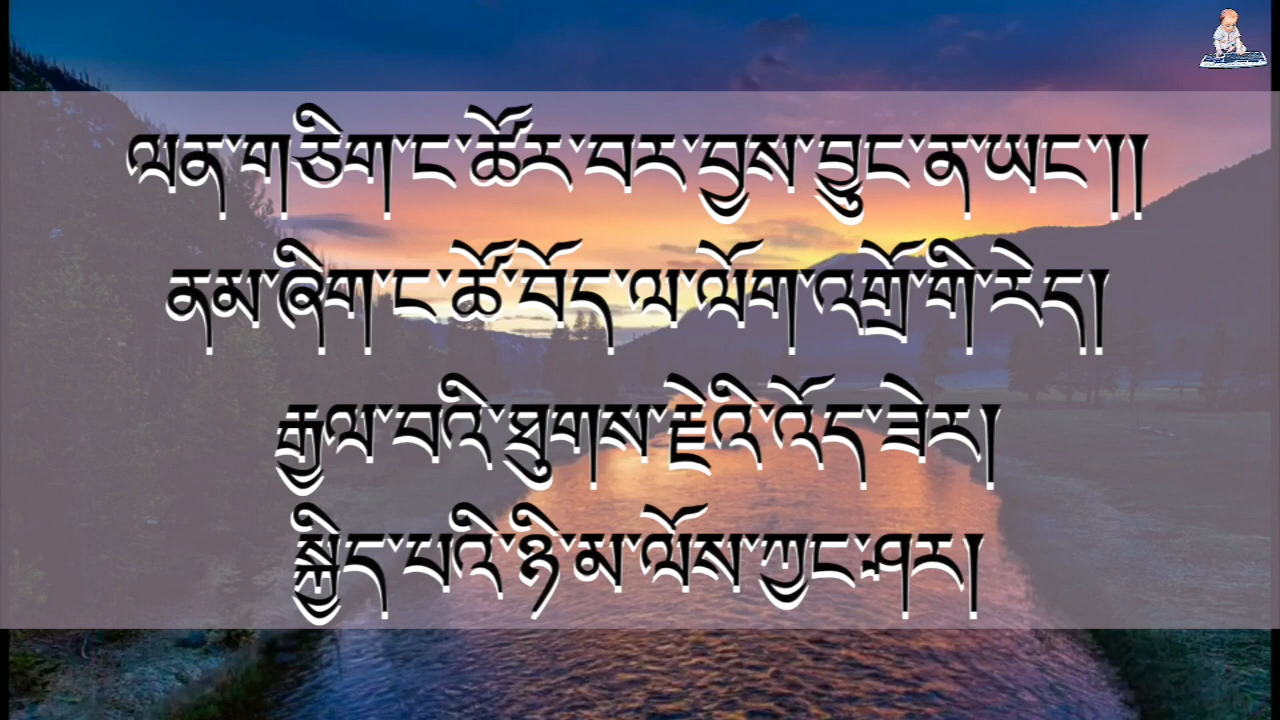 ལན་གཅིག་ང་ཚོར་བར་བྱས་བྱུང་ན་ཡང་།།
ནམ་ཞིག་ང་ཚོ་བོད་ལ་ལོག་འགྲོ་གི་རེད།
རྒྱལ་བའི་ཐུགས་རྗེའི་འོད་ཟེར།
སྐྱིད་པའི་ཉི་མ་ལོས་ཀྱང་ཤར།